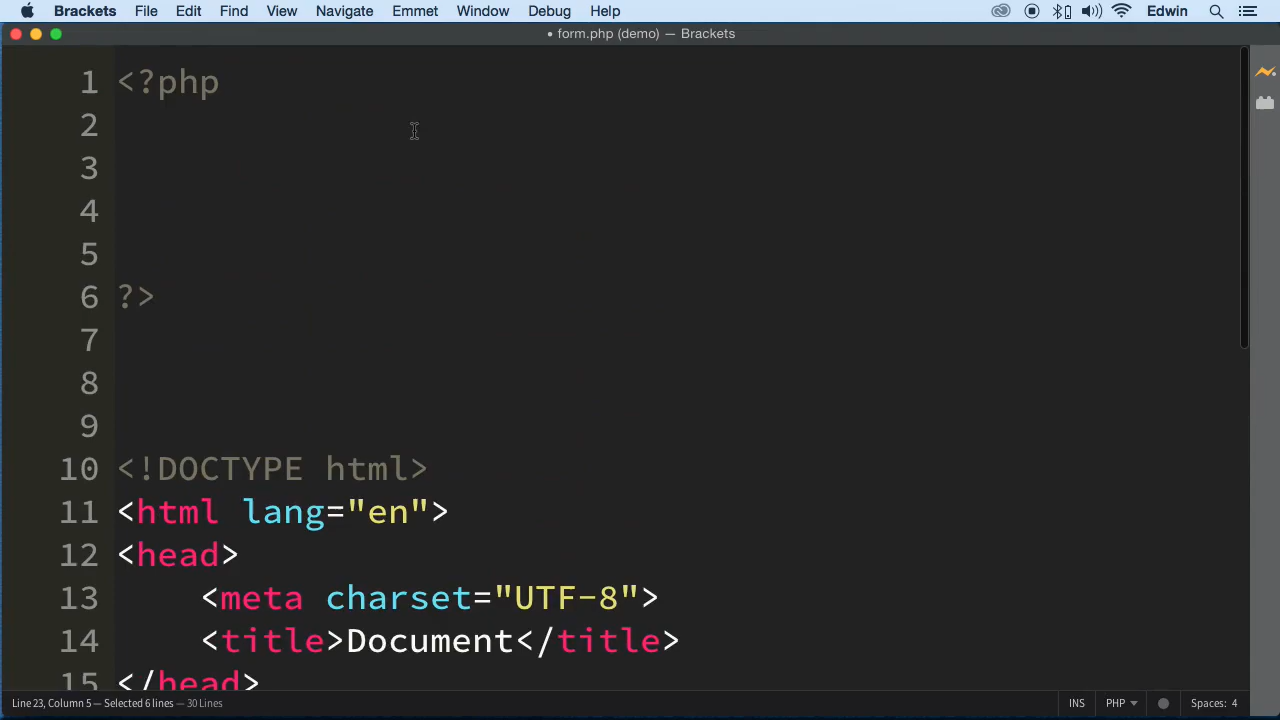 Brackets File Edit Find View Navigate Emmet Window Debug Help Edwin
• form.php (demo) — Brackets
1 <?php
2
3
4
5
6 ?>
7
8
9
10 <!DOCTYPE html>
11 <html lang="en">
12 <head>
13 <meta charset="UTF-8">
14 <title>Document</title>
15 </head>
Line 23, Column 5 — Selected 6 lines — 30 Lines INS PHP Spaces: 4